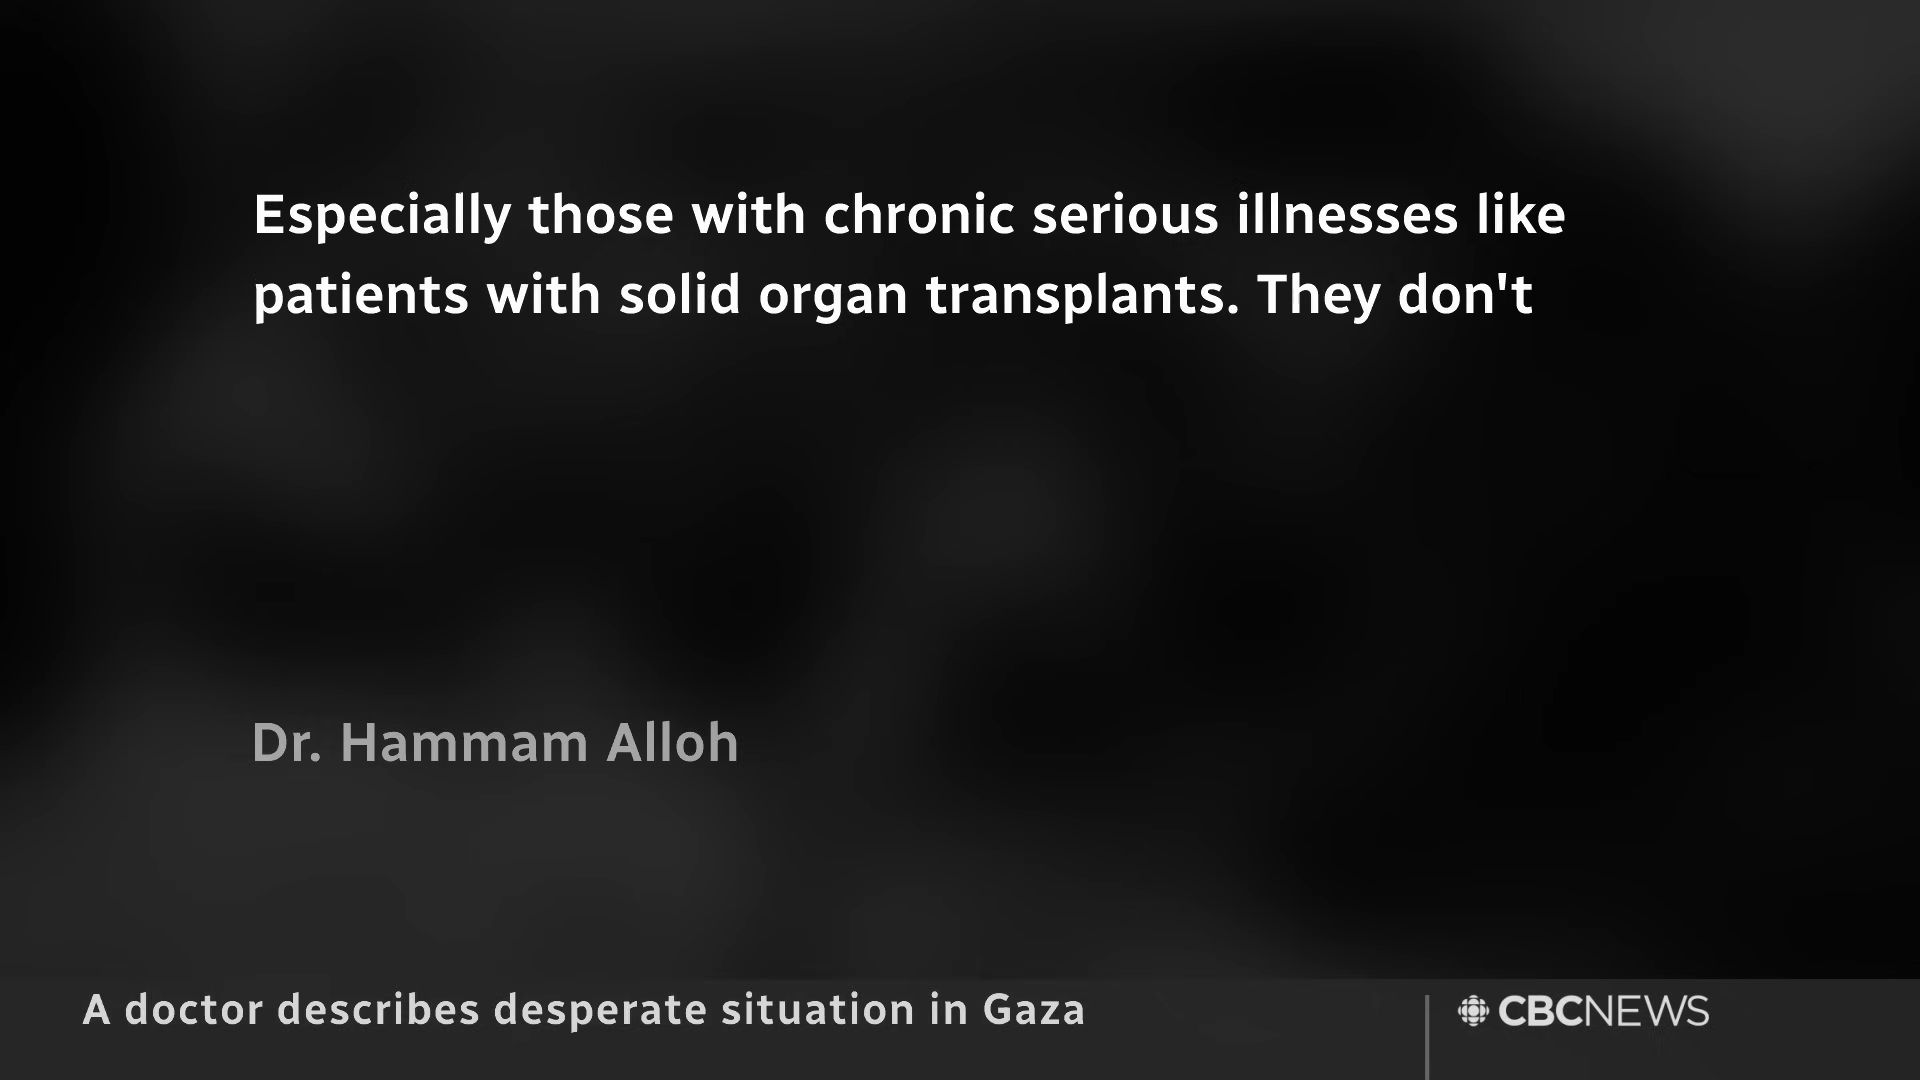 Especially those with chronic serious illnesses like
patients with solid organ transplants. They don't
Dr. Hammam Alloh
A doctor describes desperate situation in Gaza
CBCNEWS